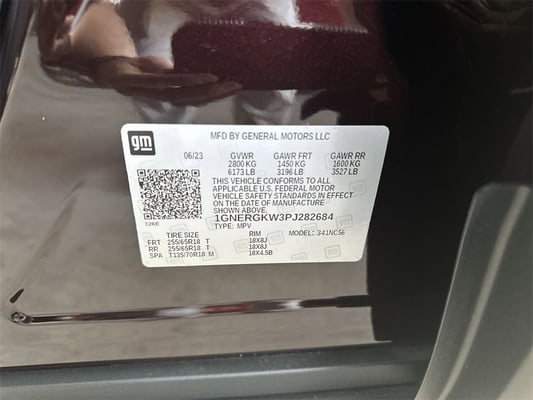 gm
MFD BY GENERAL MOTORS LLC
06/23 GVWR GAWR FRT GAWR RR
2800 KG 1450 KG 1600 KG
6173 LB 3196 LB 3527 LB
THIS VEHICLE CONFORMS TO ALL
APPLICABLE U.S. FEDERAL MOTOR
VEHICLE SAFETY STANDARDS IN EFFECT
ON THE DATE OF MANUFACTURE
SHOWN ABOVE.
1GNERGKW3PJ282684
326E TYPE: MPV MODEL: 341NC56
TIRE SIZE RIM
FRT 255/65R18 T 18X8J
RR 255/65R18 T 18X8J
SPA T135/70R18 M 18X4.5B